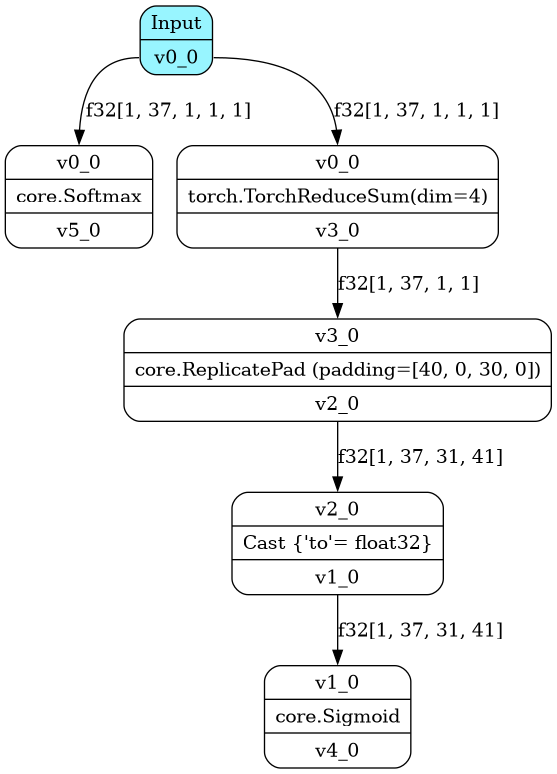 Input
v0_0
f32[1, 37, 1, 1, 1]
f32[1, 37, 1, 1, 1]
v0_0
core.Softmax
v5_0
v0_0
torch.TorchReduceSum(dim=4)
v3_0
f32[1, 37, 1, 1]
v3_0
core.ReplicatePad (padding=[40, 0, 30, 0])
v2_0
f32[1, 37, 31, 41]
v2_0
Cast {'to'= float32}
v1_0
f32[1, 37, 31, 41]
v1_0
core.Sigmoid
v4_0